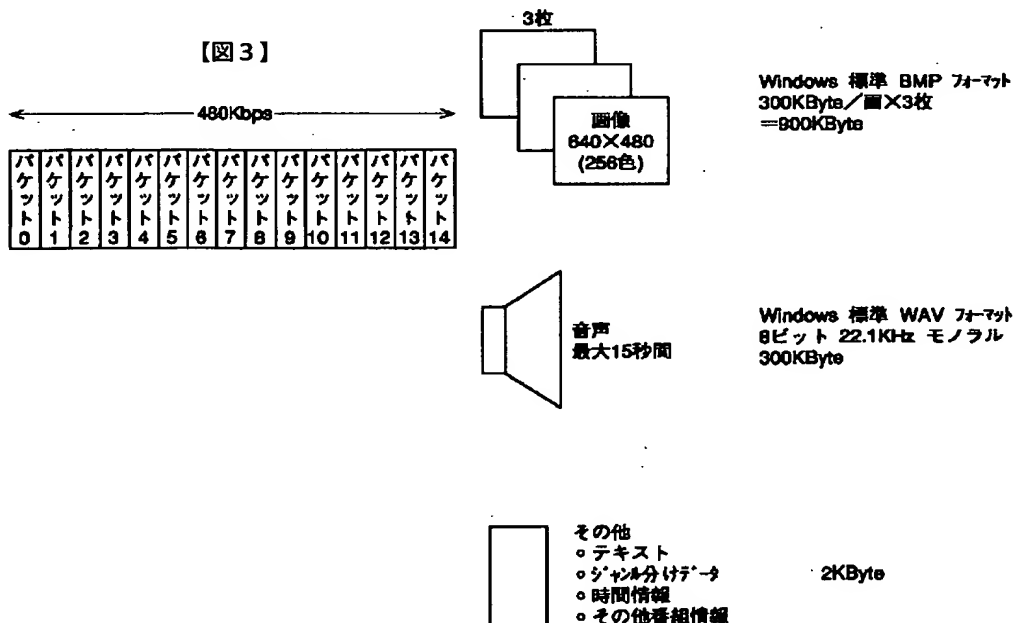 【図3】
480Kbps
パケット0
パケット1
パケット2
パケット3
パケット4
パケット5
パケット6
パケット7
パケット8
パケット9
パケット10
パケット11
パケット12
パケット13
パケット14
3枚
画像
640×480
(256色)
Windows 標準 BMP フォーマット
300KByte/画×3枚
=900KByte
音声
最大15秒間
Windows 標準 WAV フォーマット
8ビット 22.1KHz モノラル
300KByte
その他
○ テキスト
○ ジャンル分けデータ
○ 時間情報
○ その他番組情報
2KByte